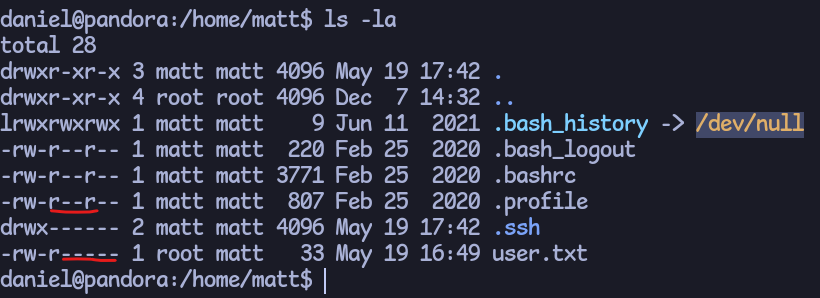 daniel@pandora:/home/matt$ ls -la
total 28
drwxr-xr-x 3 matt matt 4096 May 19 17:42 .
drwxr-xr-x 4 root root 4096 Dec  7 14:32 ..
lrwxrwxrwx 1 matt matt    9 Jun 11  2021 .bash_history -> /dev/null
-rw-r--r-- 1 matt matt  220 Feb 25  2020 .bash_logout
-rw-r--r-- 1 matt matt 3771 Feb 25  2020 .bashrc
-rw-r--r-- 1 matt matt  807 Feb 25  2020 .profile
drwx------ 2 matt matt 4096 May 19 17:42 .ssh
-rw-r----- 1 root matt   33 May 19 16:49 user.txt
daniel@pandora:/home/matt$